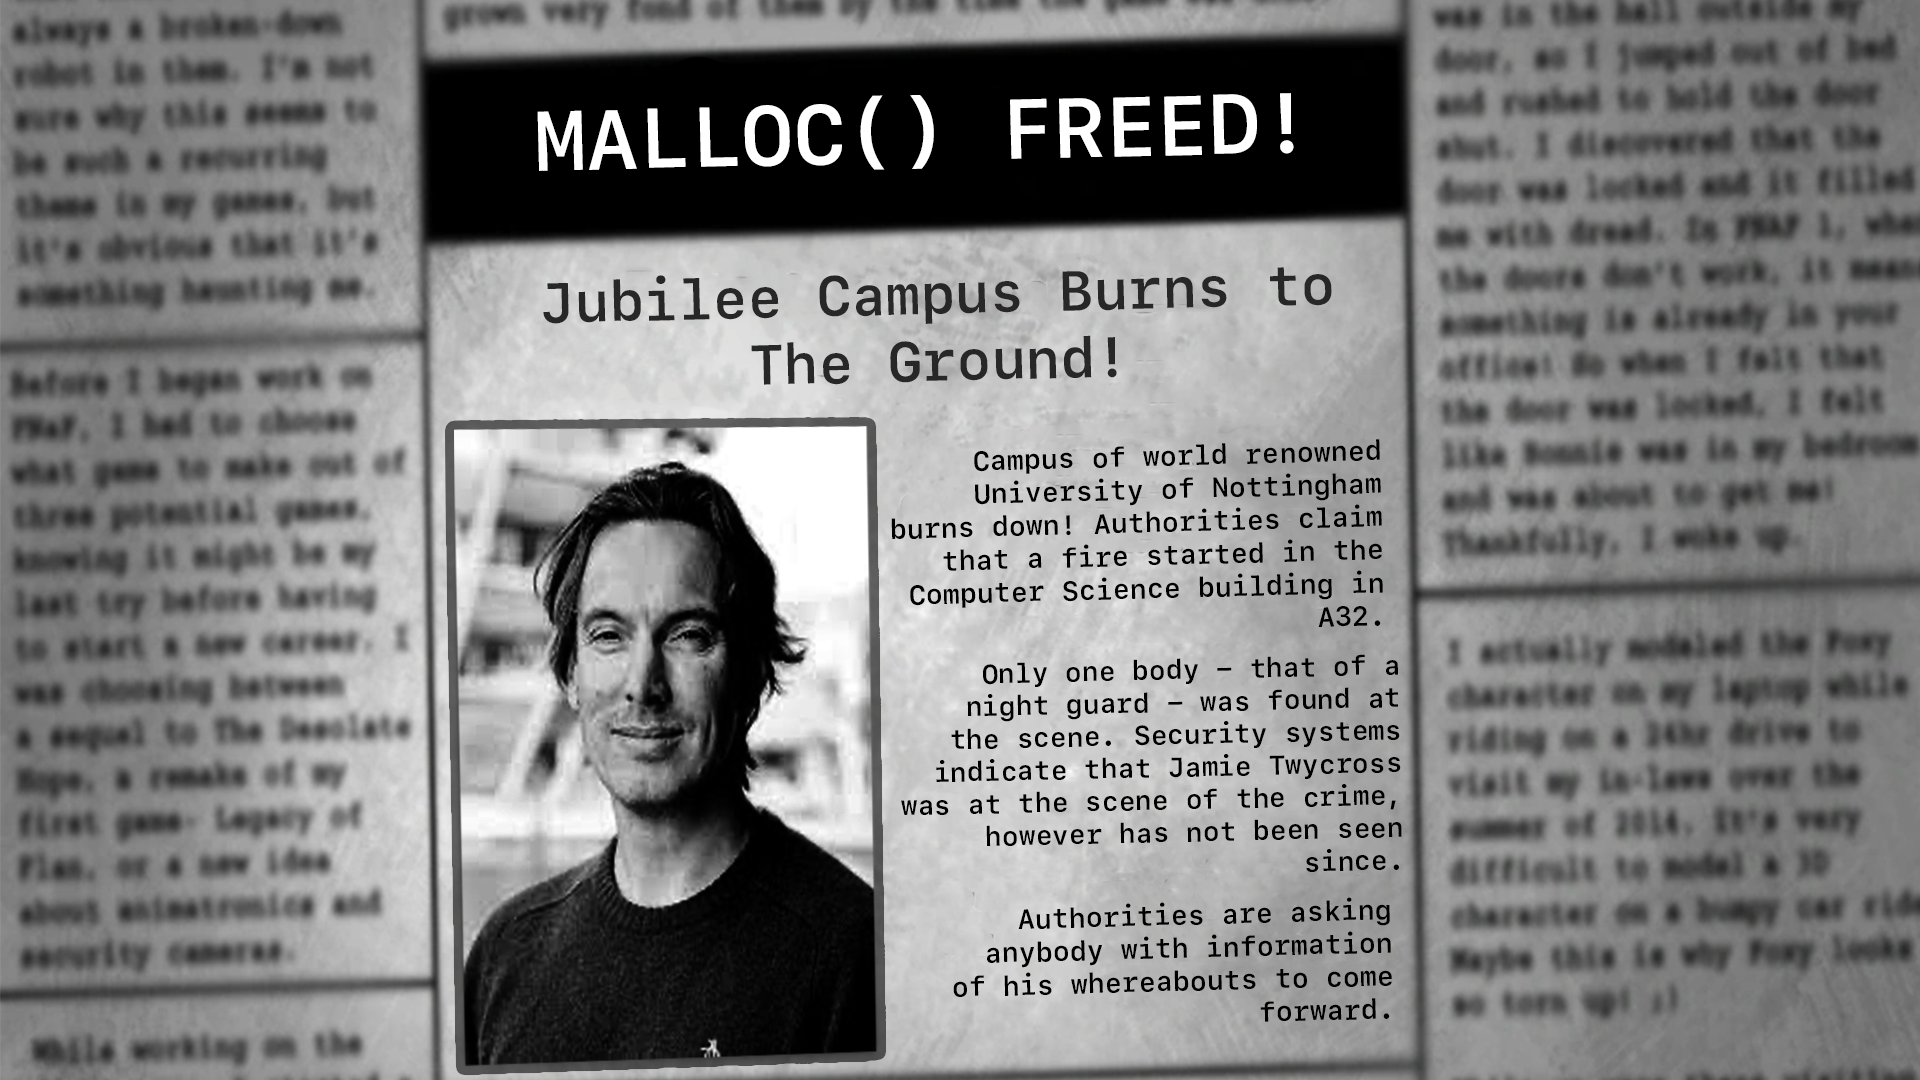 always a broken-down
robot in them. I'm not
sure why this seems to
be such a recurring
theme in my games, but
it's obvious that it's
something haunting me.
Before I began work on
FNaF, I had to choose
what game to make out of
three potential games,
knowing it might be my
last try before having
to start a new career. I
was choosing between
a sequel to The Desolate
Hope, a remake of my
first game- Legacy of
Flan, or a new idea
about animatronics and
security cameras.
While working on the
grown very fond of them by the time the game was
MALLOC() FREED!
Jubilee Campus Burns to
The Ground!
Campus of world renowned
University of Nottingham
burns down! Authorities claim
that a fire started in the
Computer Science building in
A32.
Only one body – that of a
night guard – was found at
the scene. Security systems
indicate that Jamie Twycross
was at the scene of the crime,
however has not been seen
since.
Authorities are asking
anybody with information
of his whereabouts to come
forward.
was in the hall outside my
door, so I jumped out of bed
and rushed to hold the door
shut. I discovered that the
door was locked and it filled
me with dread. In FNAF 1, when
the doors don't work, it means
something is already in your
office! So when I felt that
the door was locked, I felt
like Bonnie was in my bedroom
and was about to get me!
Thankfully, I woke up.
I actually modeled the Foxy
character on my laptop while
riding on a 24hr drive to
visit my in-laws over the
summer of 2014. It's very
difficult to model a 3D
character on a bumpy car ride
Maybe this is why Foxy looks
so torn up! ;)